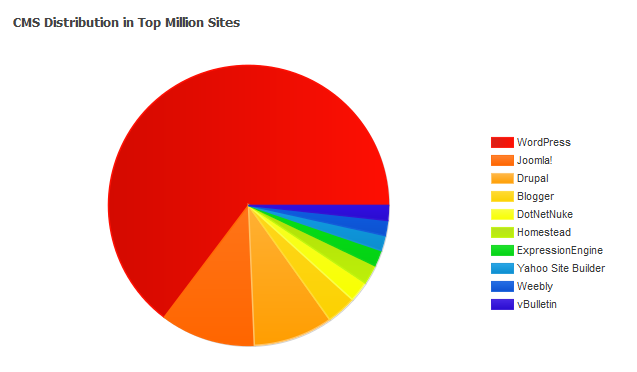 CMS Distribution in Top Million Sites
WordPress
Joomla!
Drupal
Blogger
DotNetNuke
Homestead
ExpressionEngine
Yahoo Site Builder
Weebly
vBulletin